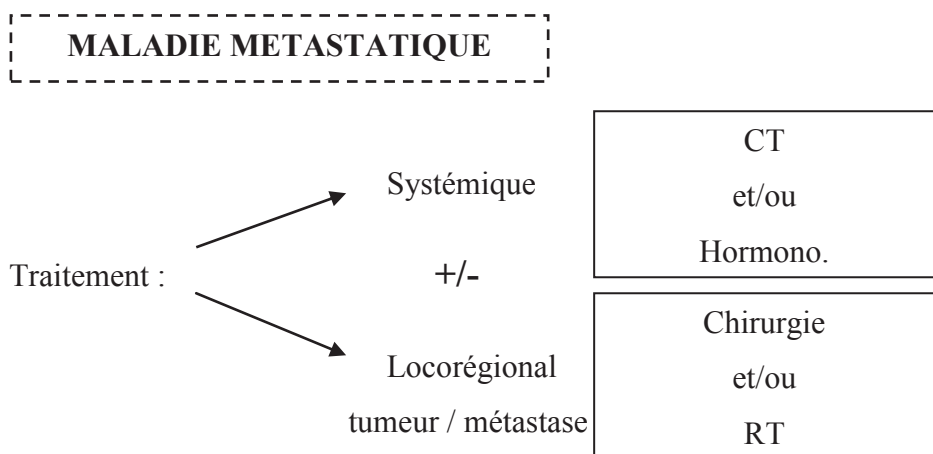 MALADIE METASTATIQUE
Traitement :
Systémique
+/-
Locorégional
tumeur / métastase
CT
et/ou
Hormono.
Chirurgie
et/ou
RT